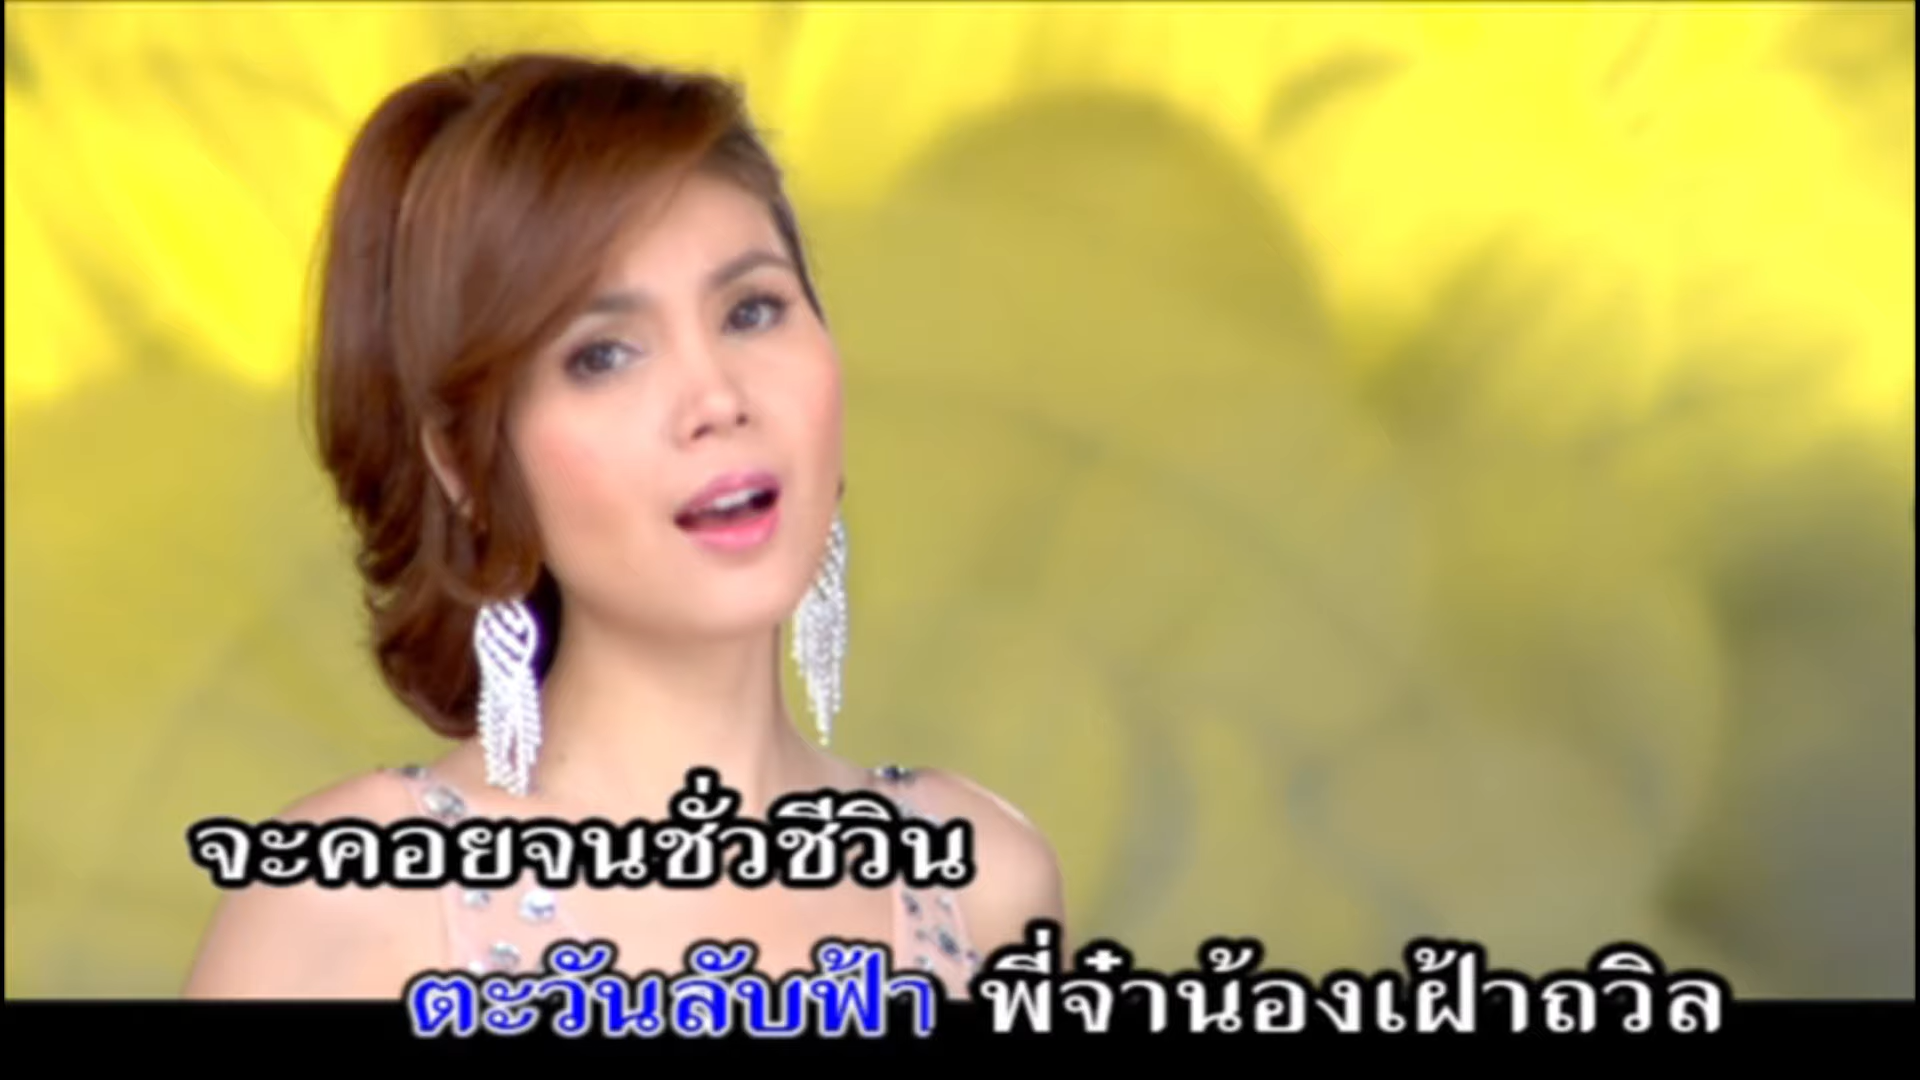 จะคอยจนชั่วชีวิน
ตะวันลับฟ้า พี่จ๋าน้องเฝ้าถวิล